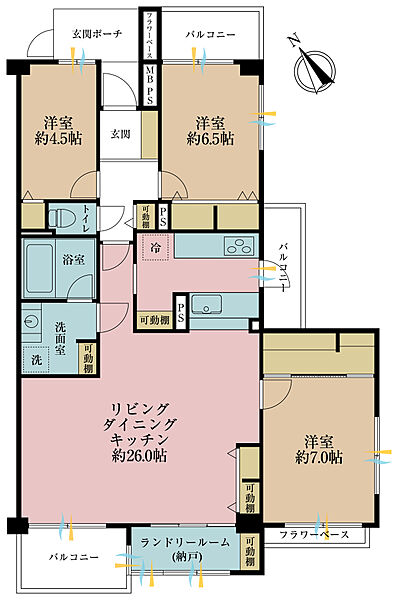 玄関ポーチ
フラワーベース
バルコニー
N
MB
PS
洋室
約4.5帖
玄関
洋室
約6.5帖
トイレ
可動棚
PS
浴室
冷
バルコニー
洗面室
洗
可動棚
可動棚
PS
リビング
ダイニング
キッチン
約26.0帖
洋室
約7.0帖
可動棚
フラワーベース
バルコニー
ランドリールーム
(納戸)
可動棚